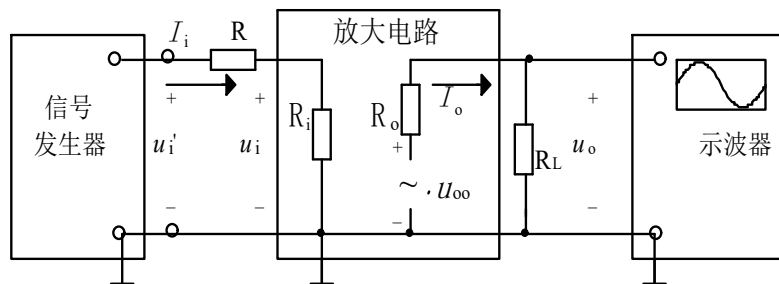 放大电路
I_i
R
信号
发生器
+
u_i'
−
+
u_i
−
R_i
R_o
I_o
+
~ . u_oo
−
R_L
+
u_o
−
示波器